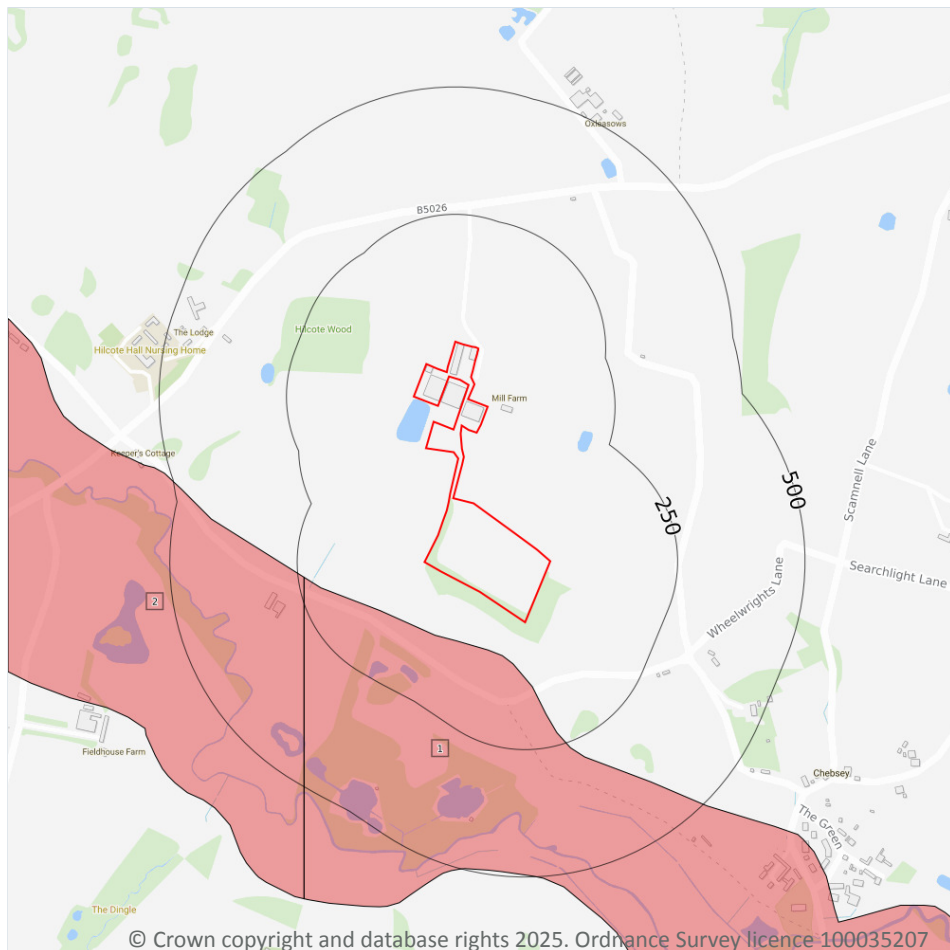 Oxleasows
B5026
The Lodge
Hilcote Wood
Hilcote Hall Nursing Home
Mill Farm
Keeper's Cottage
250
500
Scamnell Lane
Searchlight Lane
Wheelwrights Lane
2
1
Fieldhouse Farm
Chebsey
The Green
The Dingle
© Crown copyright and database rights 2025. Ordnance Survey licence 100035207